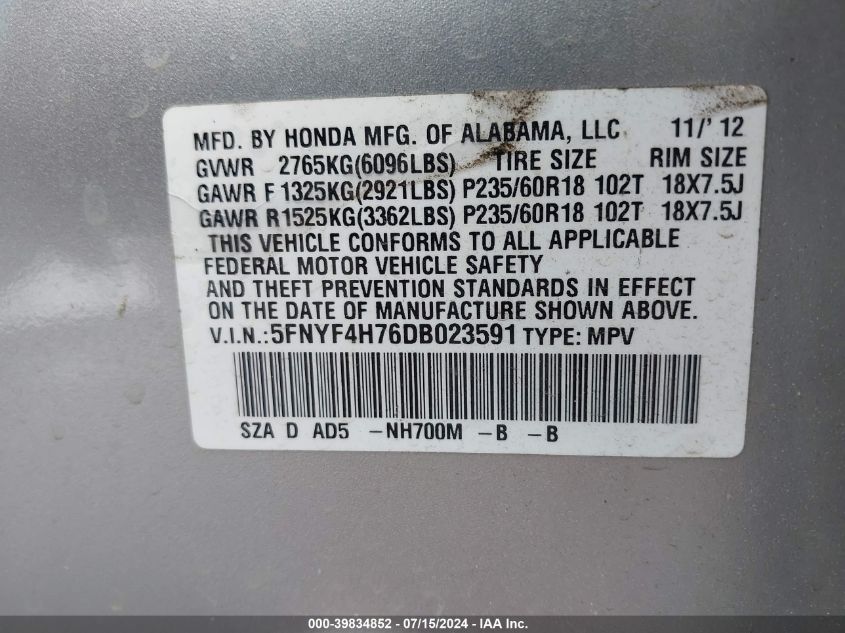 MFD. BY HONDA MFG. OF ALABAMA, LLC 11/' 12
GVWR 2765KG(6096LBS) TIRE SIZE RIM SIZE
GAWR F 1325KG(2921LBS) P235/60R18 102T 18X7.5J
GAWR R1525KG(3362LBS) P235/60R18 102T 18X7.5J
THIS VEHICLE CONFORMS TO ALL APPLICABLE
FEDERAL MOTOR VEHICLE SAFETY
AND THEFT PREVENTION STANDARDS IN EFFECT
ON THE DATE OF MANUFACTURE SHOWN ABOVE.
V.I.N.:5FNYF4H76DB023591 TYPE: MPV
SZA D AD5 -NH700M -B -B
000-39834852 / 07/15/2024 - IAAI Inc.